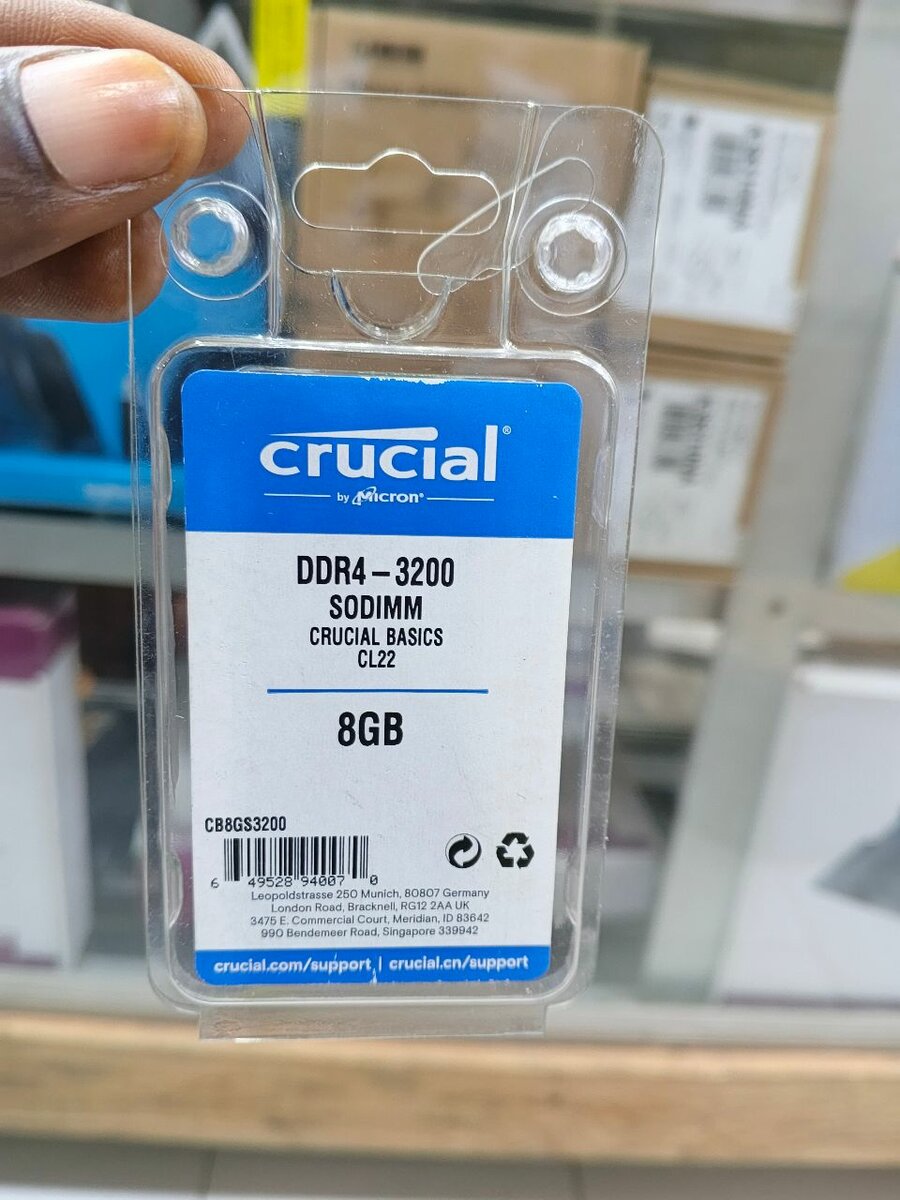 crucial®
by Micron®
DDR4 – 3200
SODIMM
CRUCIAL BASICS
CL22
8GB
CB8GS3200
6 49528 94007 0
Leopoldstrasse 250 Munich, 80807 Germany
London Road, Bracknell, RG12 2AA UK
3475 E. Commercial Court, Meridian, ID 83642
990 Bendemeer Road, Singapore 339942
crucial.com/support | crucial.cn/support